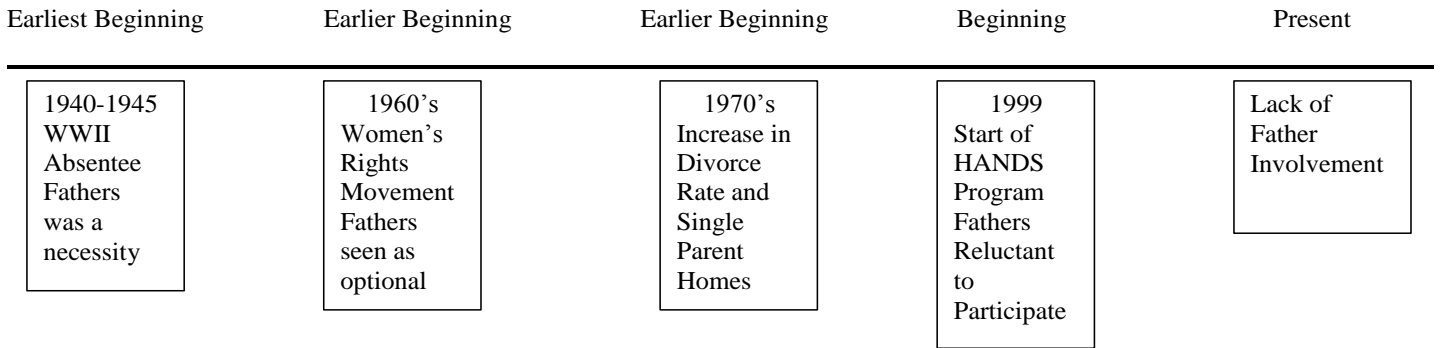 Earliest Beginning
Earlier Beginning
Earlier Beginning
Beginning
Present
1940-1945
WWII
Absentee
Fathers
was a
necessity
1960's
Women's
Rights
Movement
Fathers
seen as
optional
1970's
Increase in
Divorce
Rate and
Single
Parent
Homes
1999
Start of
HANDS
Program
Fathers
Reluctant
to
Participate
Lack of
Father
Involvement